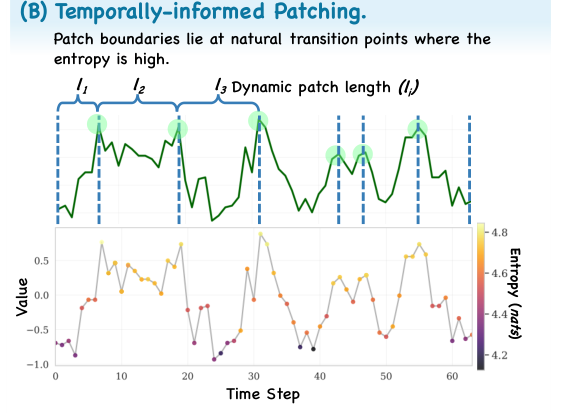 (B) Temporally-informed Patching.
Patch boundaries lie at natural transition points where the
entropy is high.
l1 l2 l3 Dynamic patch length (li)
0.5
0.0
−0.5
−1.0
Value
0 10 20 30 40 50 60
Time Step
4.8
4.6
4.4
4.2
Entropy (nats)